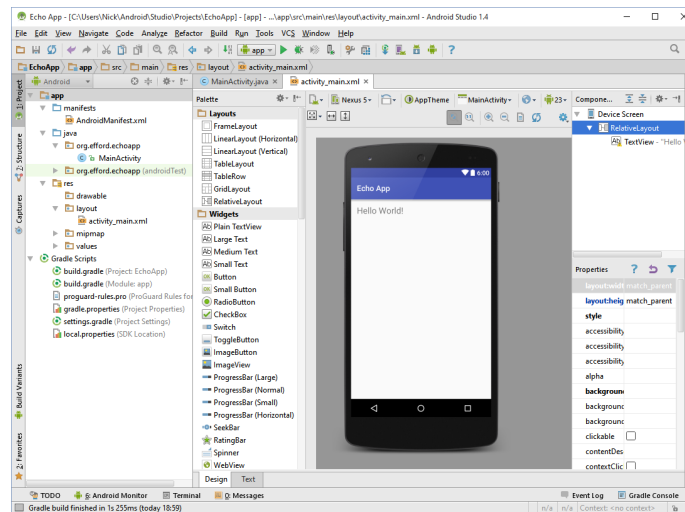 Echo App - [C:\Users\Nick\Android\Studio\Projects\EchoApp] - [app] - ...\app\src\main\res\layout\activity_main.xml - Android Studio 1.4
File Edit View Navigate Code Analyze Refactor Build Run Tools VCS Window Help
app
EchoApp app src main res layout activity_main.xml
1: Project
Z: Structure
Captures
Build Variants
2: Favorites
Android
app
manifests
AndroidManifest.xml
java
org.efford.echoapp
MainActivity
org.efford.echoapp (androidTest)
res
drawable
layout
activity_main.xml
mipmap
values
Gradle Scripts
build.gradle (Project: EchoApp)
build.gradle (Module: app)
proguard-rules.pro (ProGuard Rules for
gradle.properties (Project Properties)
settings.gradle (Project Settings)
local.properties (SDK Location)
MainActivity.java × activity_main.xml ×
Palette
Layouts
FrameLayout
LinearLayout (Horizontal)
LinearLayout (Vertical)
TableLayout
TableRow
GridLayout
RelativeLayout
Widgets
Plain TextView
Large Text
Medium Text
Small Text
Button
Small Button
RadioButton
CheckBox
Switch
ToggleButton
ImageButton
ImageView
ProgressBar (Large)
ProgressBar (Normal)
ProgressBar (Small)
ProgressBar (Horizontal)
SeekBar
RatingBar
Spinner
WebView
Design Text
Nexus 5 AppTheme MainActivity 23
6:00
Echo App
Hello World!
Compone...
Device Screen
RelativeLayout
Ab TextView - "Hello
Properties ?
layout:widt match_parent
layout:heig match_parent
style
accessibility
accessibility
accessibility
alpha
background
background
background
clickable
contentDes
contextClic
TODO 6: Android Monitor Terminal 0: Messages Event Log Gradle Console
Gradle build finished in 1s 255ms (today 18:59) n/a n/a Context: <no context>